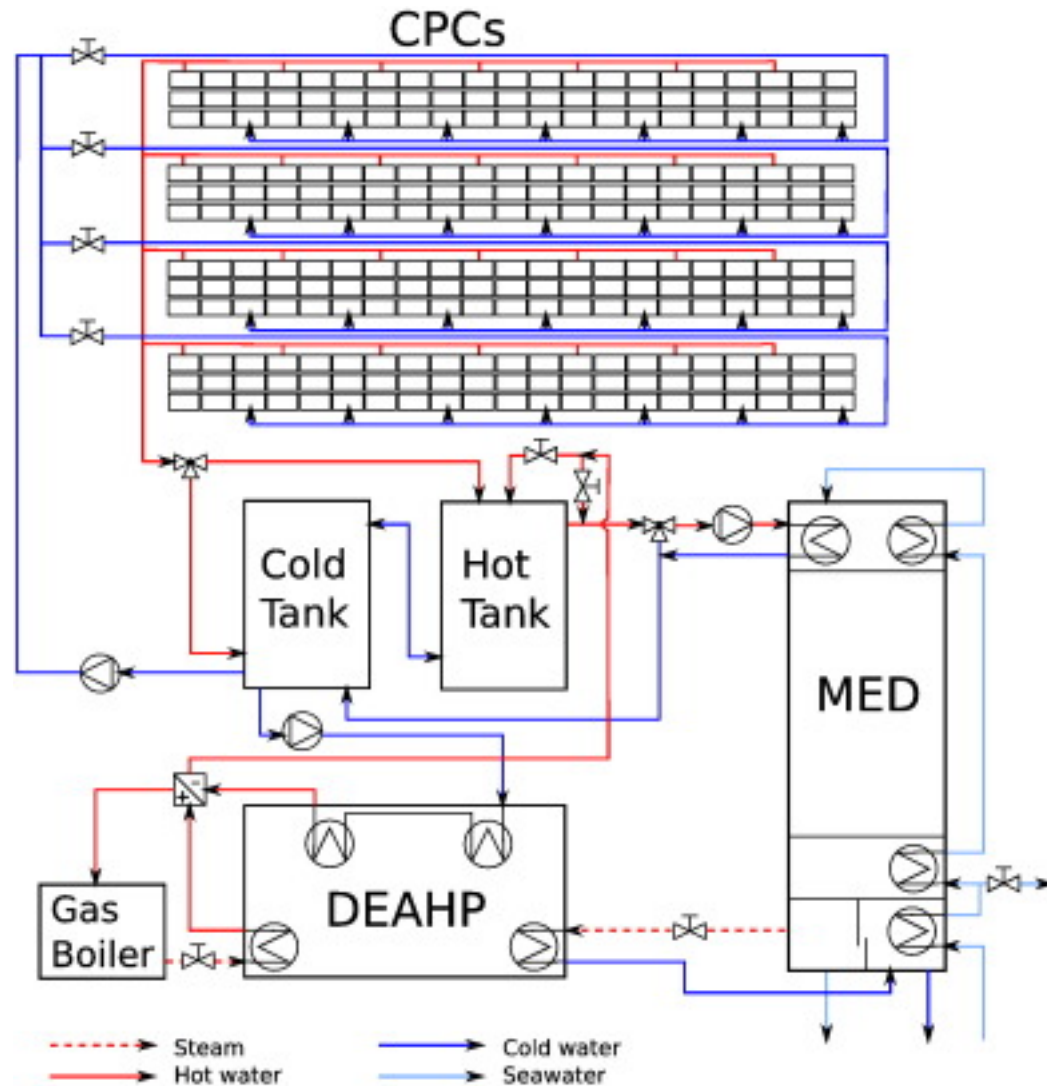 CPCs
Cold
Tank
Hot
Tank
MED
-
+
DEAHP
Gas
Boiler
Steam
Hot water
Cold water
Seawater